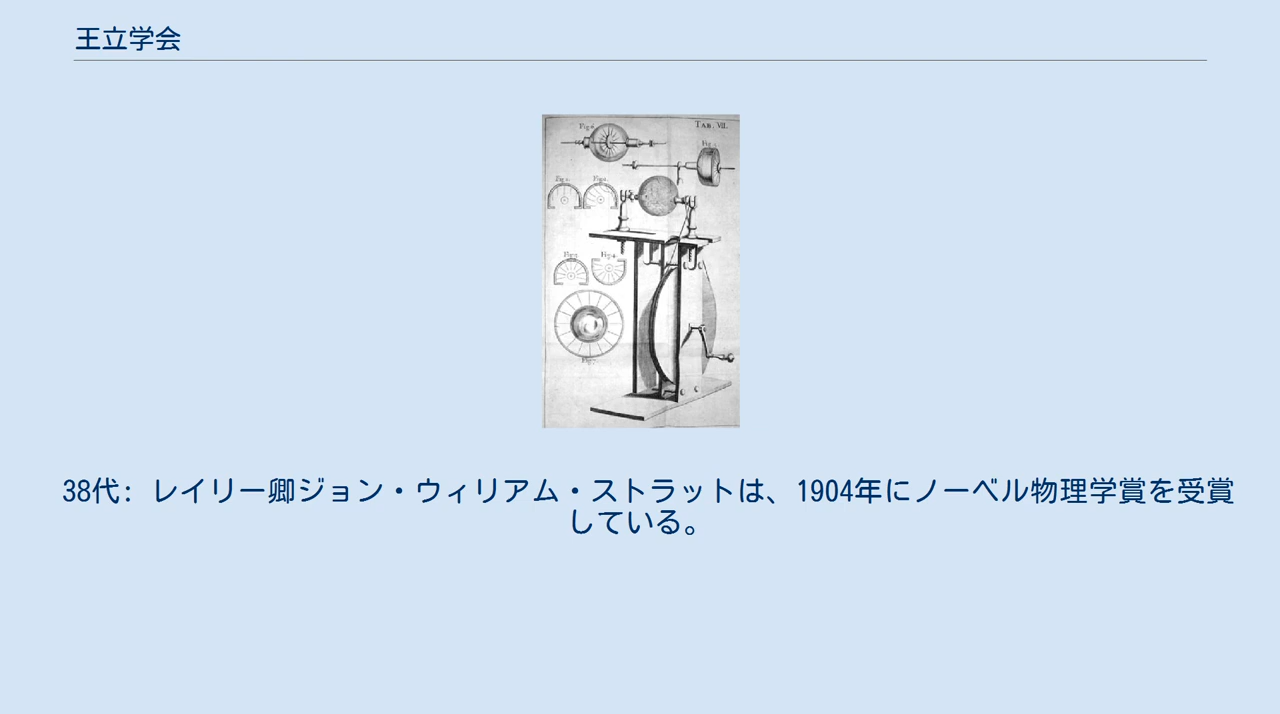 王立学会
TAB. VII.
38代: レイリー卿ジョン・ウィリアム・ストラットは、1904年にノーベル物理学賞を受賞
している。